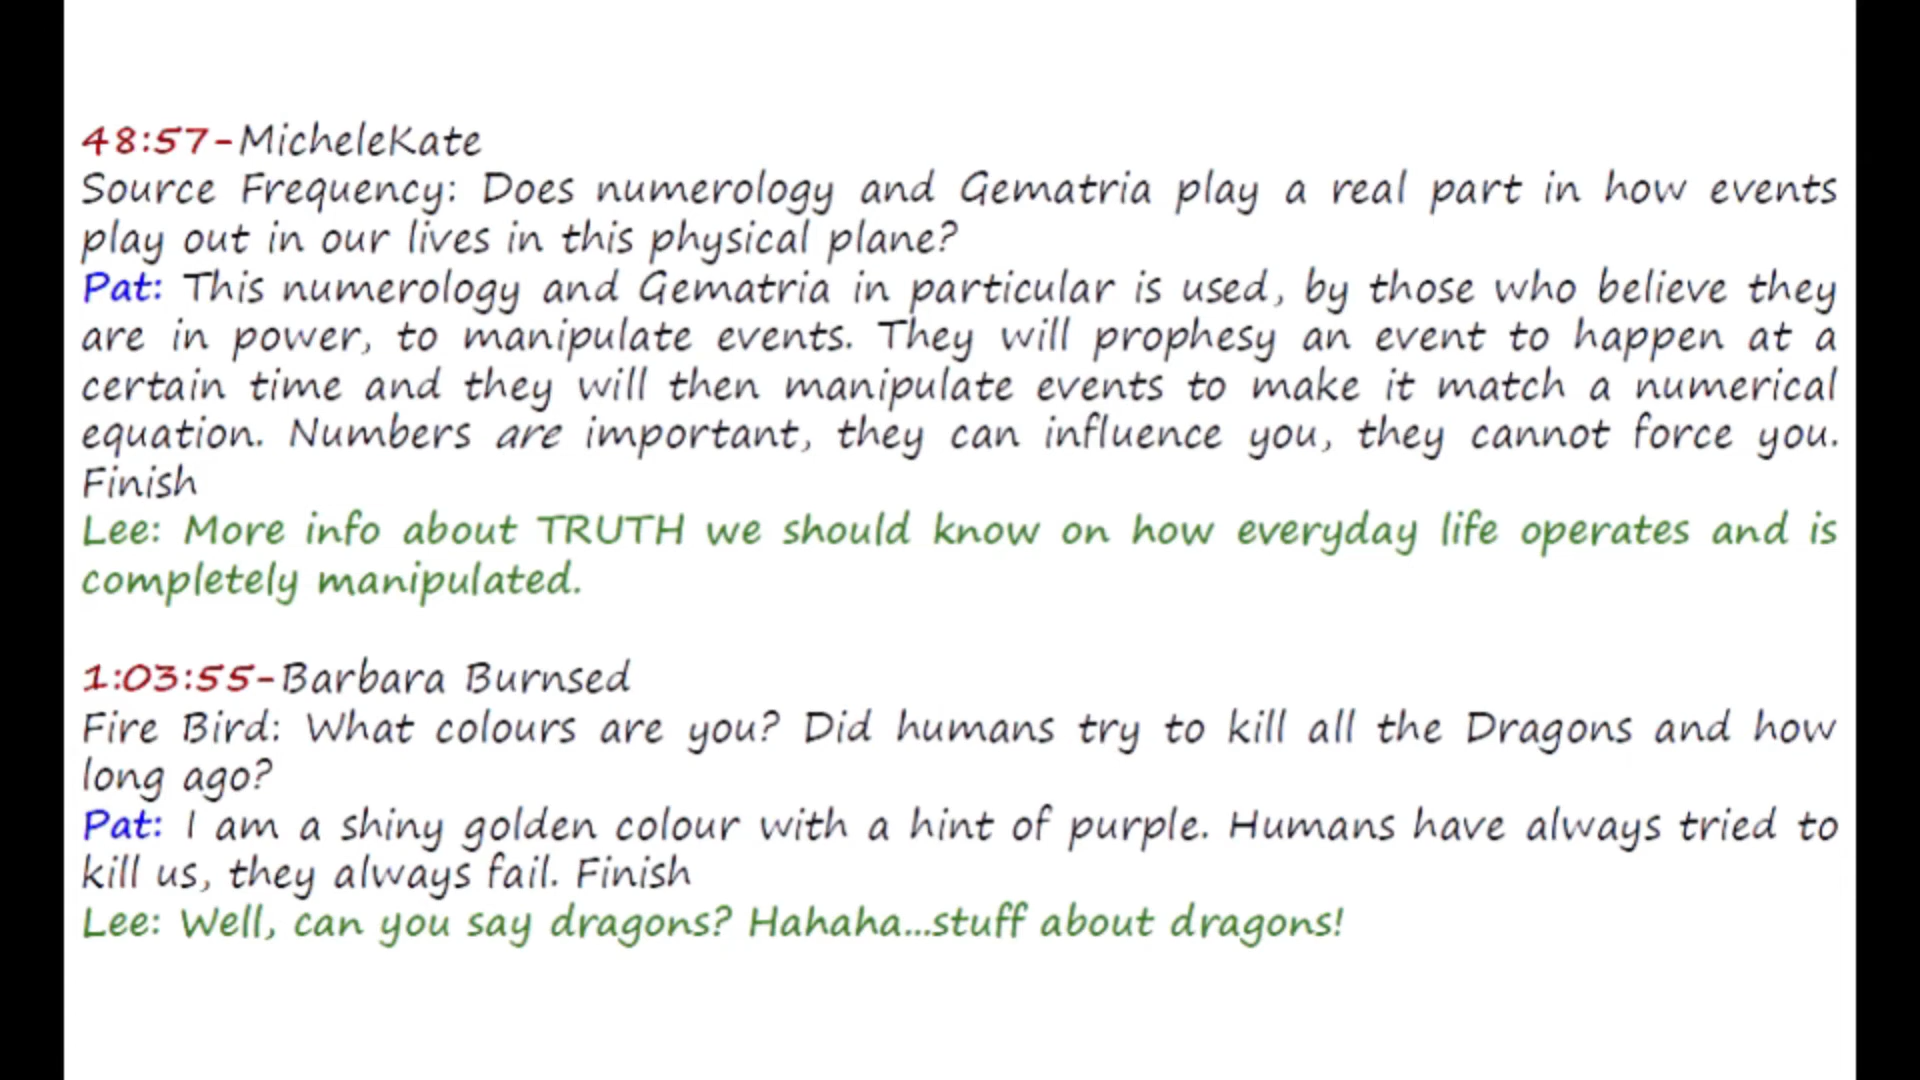 48:57-MicheleKate
Source Frequency: Does numerology and Gematria play a real part in how events
play out in our lives in this physical plane?
Pat: This numerology and Gematria in particular is used, by those who believe they
are in power, to manipulate events. They will prophesy an event to happen at a
certain time and they will then manipulate events to make it match a numerical
equation. Numbers are important, they can influence you, they cannot force you.
Finish
Lee: More info about TRUTH we should know on how everyday life operates and is
completely manipulated.
1:03:55-Barbara Burnsed
Fire Bird: What colours are you? Did humans try to kill all the Dragons and how
long ago?
Pat: I am a shiny golden colour with a hint of purple. Humans have always tried to
kill us, they always fail. Finish
Lee: Well, can you say dragons? Hahaha...stuff about dragons!